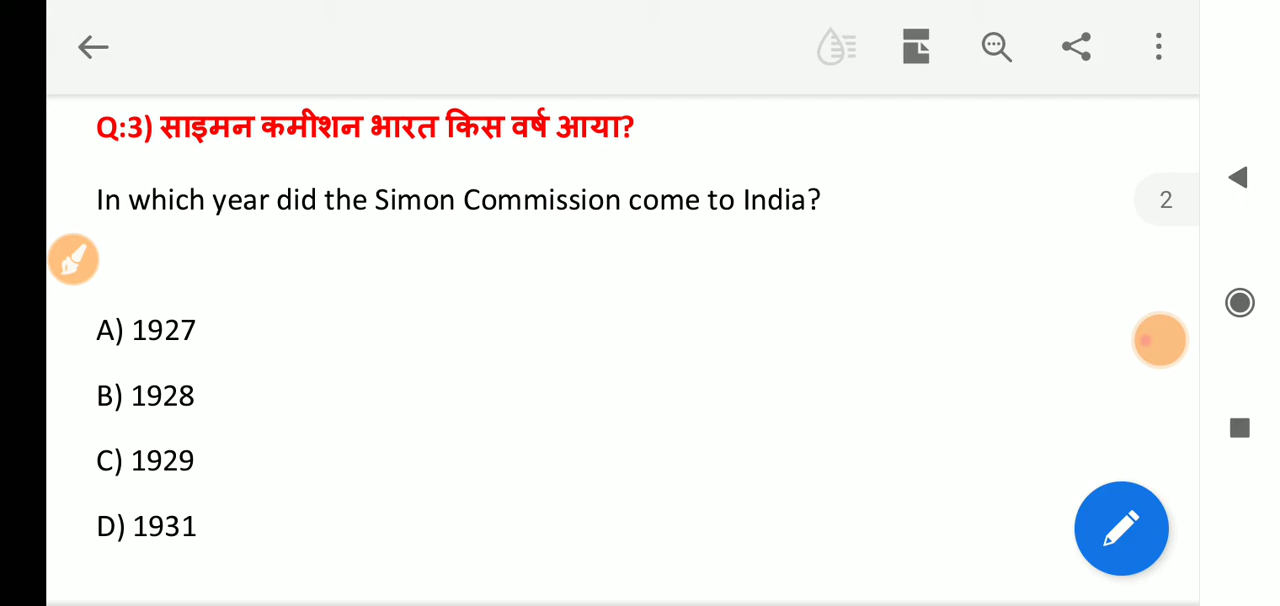 Q:3) साइमन कमीशन भारत किस वर्ष आया?
In which year did the Simon Commission come to India?
2
A) 1927
B) 1928
C) 1929
D) 1931